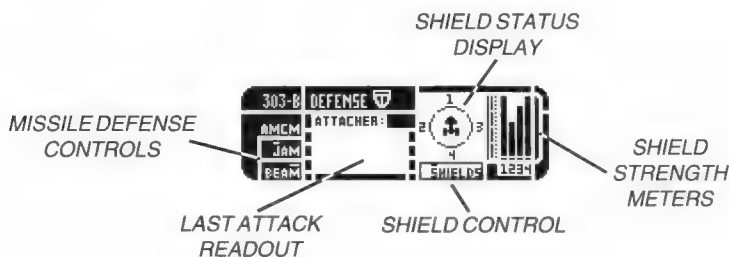 SHIELD STATUS
DISPLAY
303-B DEFENSE
1
ATTACHER:
2 3
AMCM
JAM
4
BEAM
SHIELDS
1234
MISSILE DEFENSE
CONTROLS
SHIELD
STRENGTH
METERS
LAST ATTACK
READOUT
SHIELD CONTROL